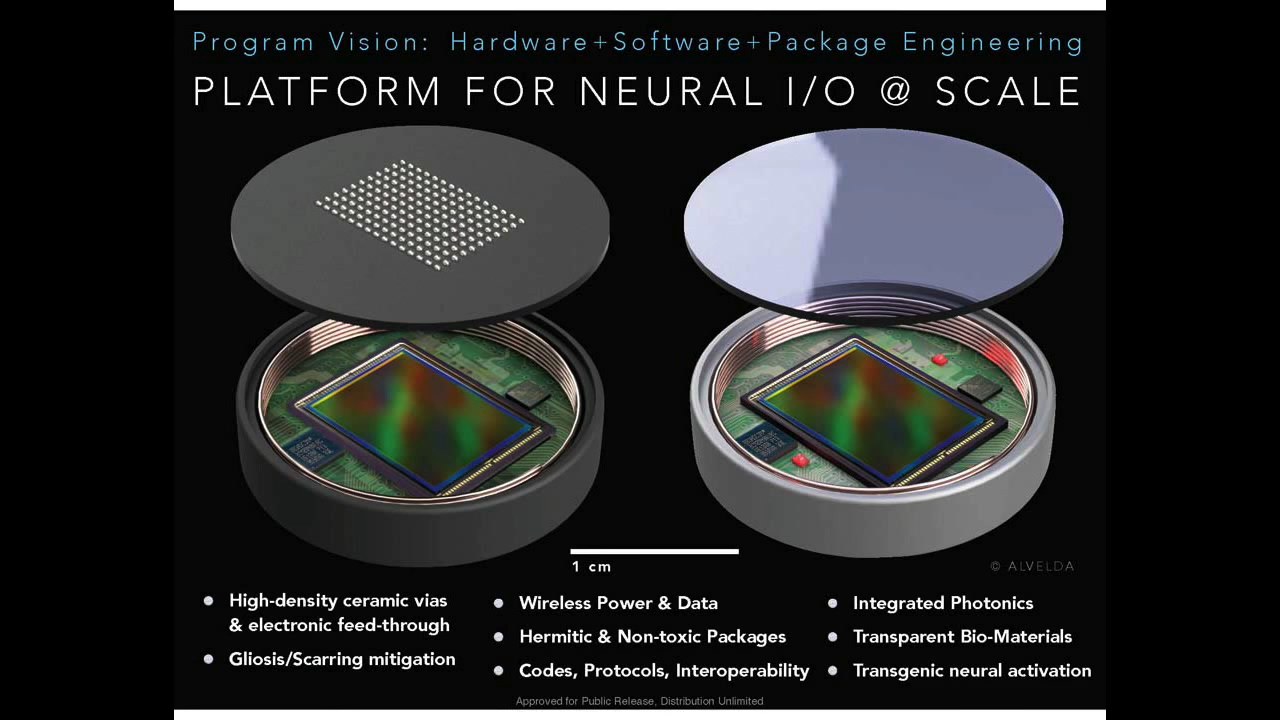 Program Vision: Hardware+Software+Package Engineering
PLATFORM FOR NEURAL I/O @ SCALE
1 cm
© ALVELDA
High-density ceramic vias
& electronic feed-through
Gliosis/Scarring mitigation
Wireless Power & Data
Hermitic & Non-toxic Packages
Codes, Protocols, Interoperability
Integrated Photonics
Transparent Bio-Materials
Transgenic neural activation
Approved for Public Release, Distribution Unlimited